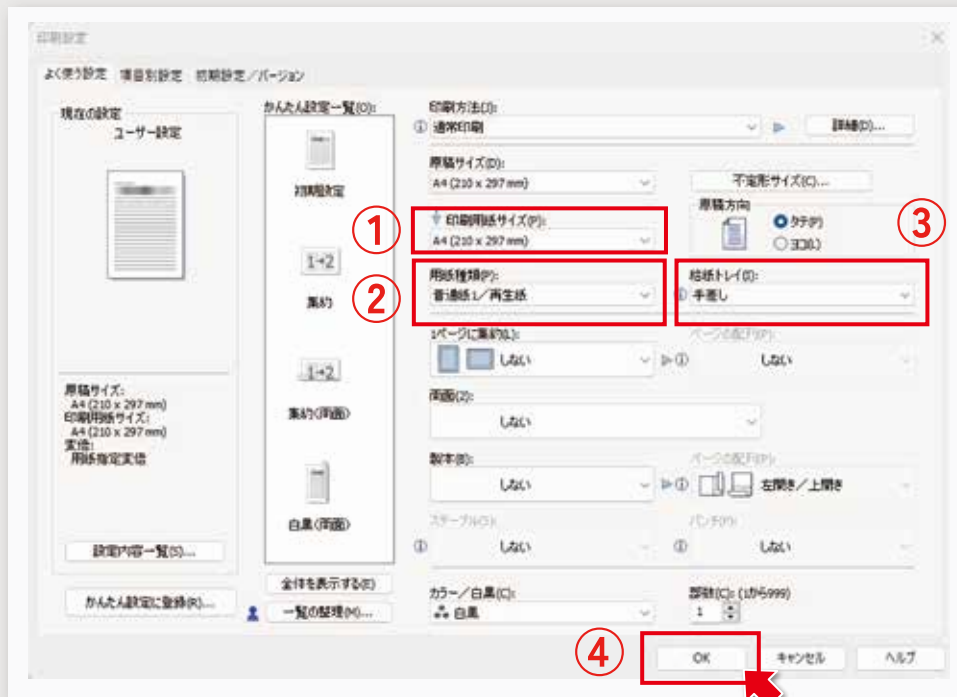 印刷設定
よく使う設定 項目別設定 初期設定／バージョン
現在の設定
ユーザー設定
原稿サイズ:
A4 (210 x 297 mm)
印刷用紙サイズ:
A4 (210 x 297 mm)
変倍:
用紙指定変倍
設定内容一覧(S)...
かんたん設定に登録(R)...
かんたん設定一覧(O):
初期設定
1→2
集約
1→2
集約(両面)
白黒(両面)
全体を表示する(E)
一覧の整理(M)...
印刷方法(J):
通常印刷
詳細(D)...
原稿サイズ(D):
A4 (210 x 297 mm)
不定形サイズ(C)...
①
印刷用紙サイズ(P):
A4 (210 x 297 mm)
原稿方向
タテ(P)
ヨコ(L)
③
②
用紙種類(P):
普通紙1／再生紙
給紙トレイ(I):
手差し
1ページに集約(L):
しない
ページの配列(P):
しない
両面(2):
しない
製本(B):
しない
ページの配列(P):
左開き／上開き
ステープル(S):
しない
パンチ(P):
しない
カラー／白黒(C):
白黒
部数(C): (1から999)
1
④
OK
キャンセル
ヘルプ